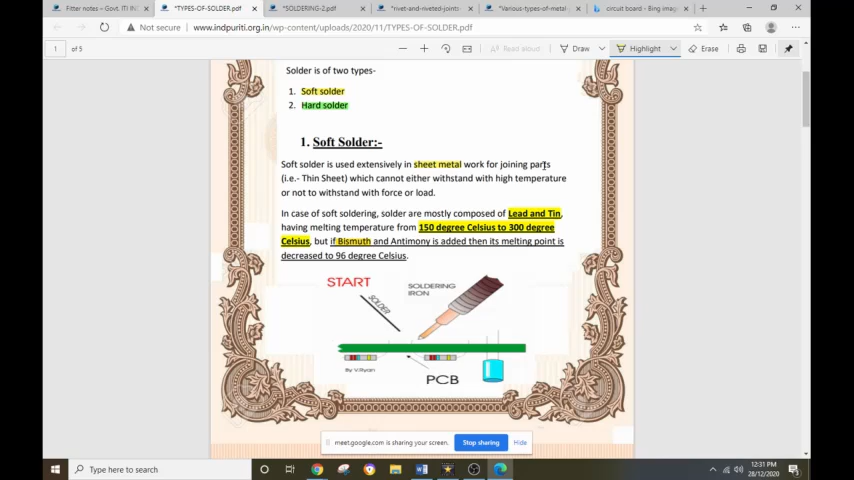 Fitter notes – Govt. ITI IN
*TYPES-OF-SOLDER.pdf
*SOLDERING-2.pdf
*rivet-and-riveted-joints-
*Various-types-of-metal-
circuit board - Bing imag
Not secure | www.indpuriti.org/wp-content/uploads/2020/11/TYPES-OF-SOLDER.pdf
1 of 5
Read aloud
Draw
Highlight
Erase
Solder is of two types-
1. Soft solder
2. Hard solder
1. Soft Solder:-
Soft solder is used extensively in sheet metal work for joining parts
(i.e.- Thin Sheet) which cannot either withstand with high temperature
or not to withstand with force or load.
In case of soft soldering, solder are mostly composed of Lead and Tin,
having melting temperature from 150 degree Celsius to 300 degree
Celsius, but if Bismuth and Antimony is added then its melting point is
decreased to 96 degree Celsius.
START
SOLDER
SOLDERING
IRON
By V.Ryan
PCB
meet.google.com is sharing your screen.
Stop sharing
Hide
Type here to search
12:31 PM
28/12/2020